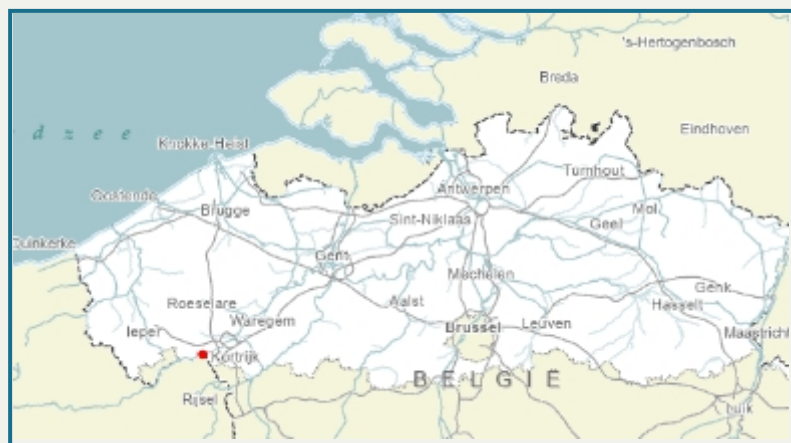 's-Hertogenbosch
Breda
Eindhoven
d z e e
Knokke-Heist
Turnhout
Antwerpen
Oostende
Mol
Brugge
Sint-Niklaas
Geel
Duinkerke
Gent
Mechelen
Genk
Roeselare
Aalst
Hasselt
Waregem
Ieper
Brussel
Leuven
Maastricht
Kortrijk
BELGIË
Rijsel
Luik